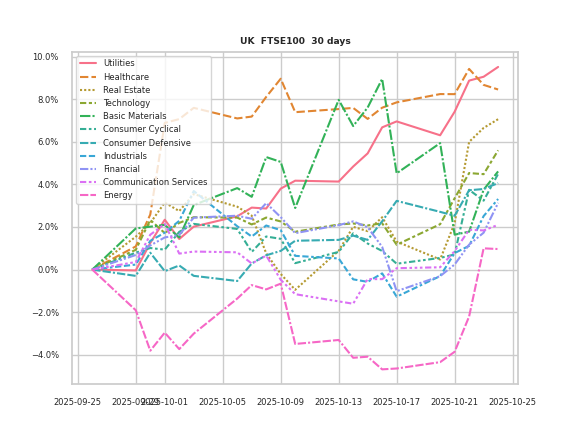 UK  FTSE100  30 days
10.0%
8.0%
6.0%
4.0%
2.0%
0.0%
−2.0%
−4.0%
Utilities
Healthcare
Real Estate
Technology
Basic Materials
Consumer Cyclical
Consumer Defensive
Industrials
Financial
Communication Services
Energy
2025-09-25 2025-09-29 2025-10-01 2025-10-05 2025-10-09 2025-10-13 2025-10-17 2025-10-21 2025-10-25